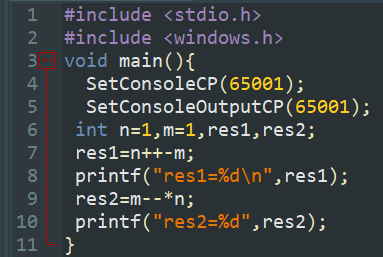 1 #include <stdio.h>
2 #include <windows.h>
3 void main(){
4 SetConsoleCP(65001);
5 SetConsoleOutputCP(65001);
6 int n=1,m=1,res1,res2;
7 res1=n++-m;
8 printf("res1=%d\n",res1);
9 res2=m--*n;
10 printf("res2=%d",res2);
11 }